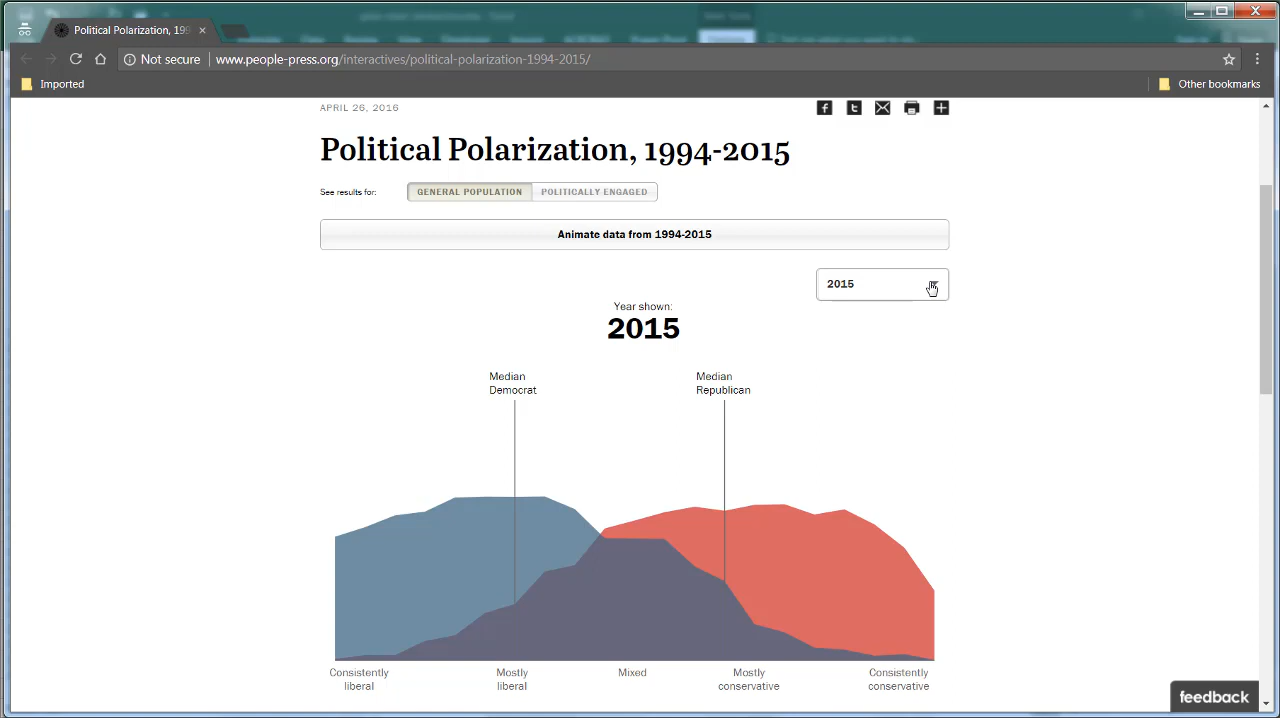 Political Polarization, 199
Not secure | www.people-press.org/interactives/political-polarization-1994-2015/
Imported
Other bookmarks
APRIL 26, 2016
Political Polarization, 1994-2015
See results for:
GENERAL POPULATION
POLITICALLY ENGAGED
Animate data from 1994-2015
2015
Year shown:
2015
Median
Democrat
Median
Republican
Consistently
liberal
Mostly
liberal
Mixed
Mostly
conservative
Consistently
conservative
feedback